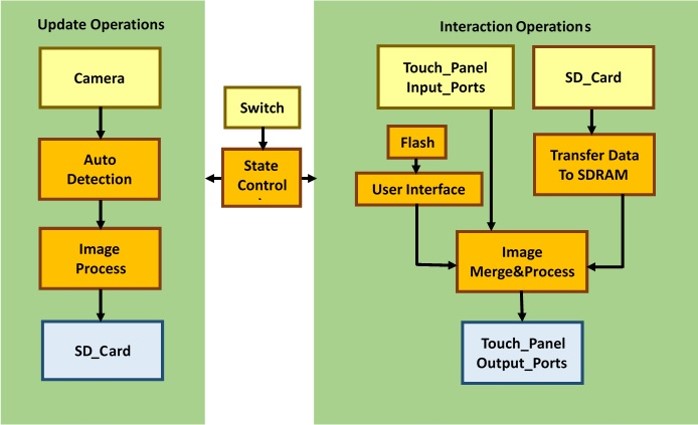 Update Operations
Camera
Auto
Detection
Image
Process
SD_Card
Switch
State
Control
.
Interaction Operations
Touch_Panel
Input_Ports
SD_Card
Flash
User Interface
Transfer Data
To SDRAM
Image
Merge&Process
Touch_Panel
Output_Ports